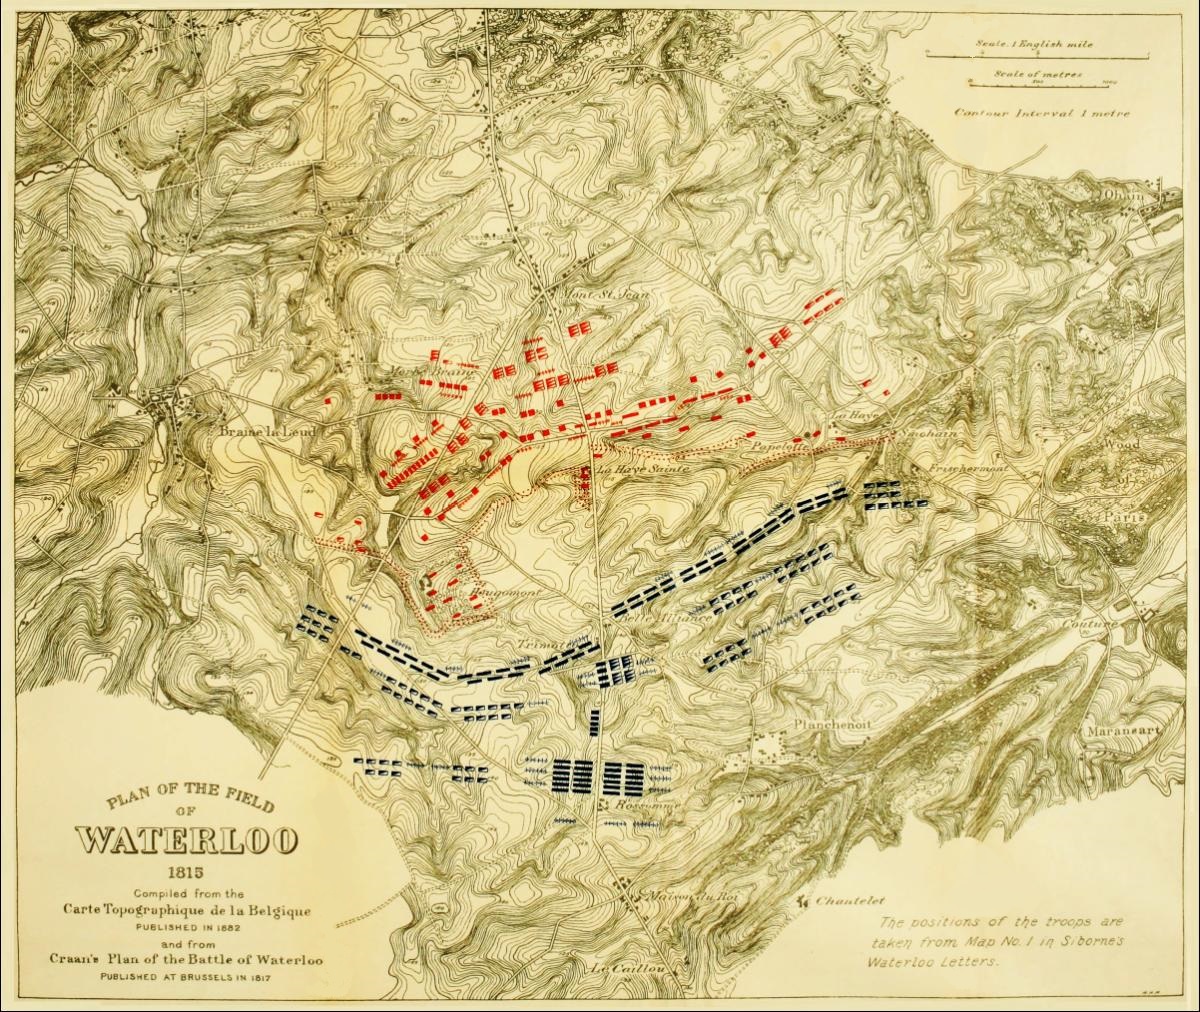 Scale. 1 English mile
Scale of metres
500
1000
Contour Interval 1 metre
Ohain
Mont St. Jean
Merbe Braine
Braine la Leud
La Haye
Papelotte
Smohain
La Haye Sainte
Frischermont
Wood
of
Paris
Hougomont
Belle Alliance
Couture
Trimotion
Planchenoit
Maransart
Rossomme
PLAN OF THE FIELD
OF
WATERLOO
1815
Compiled from the
Carte Topographique de la Belgique
PUBLISHED IN 1882
and from
Craan's Plan of the Battle of Waterloo
PUBLISHED AT BRUSSELS IN 1817
Maison du Roi
Chantelet
The positions of the troops are
taken from Map No. 1 in Siborne's
Waterloo Letters.
Le Caillou